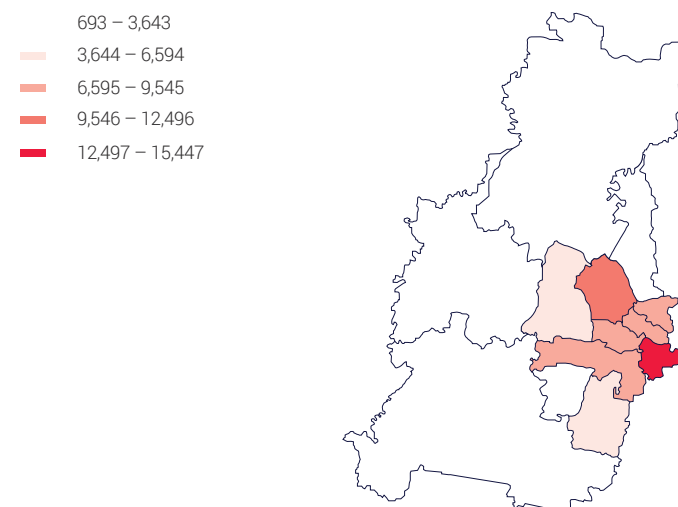 693 – 3,643
3,644 – 6,594
6,595 – 9,545
9,546 – 12,496
12,497 – 15,447